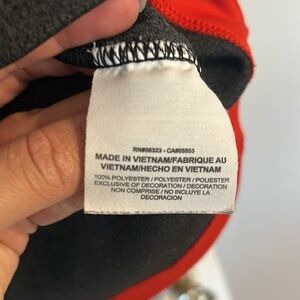 RN#56323 - CA#05553
MADE IN VIETNAM/FABRIQUE AU
VIETNAM/HECHO EN VIETNAM
100% POLYESTER / POLYESTER / POLIESTER
EXCLUSIVE OF DECORATION / DECORATION
NON COMPRISE / NO INCLUYE LA
DECORACION